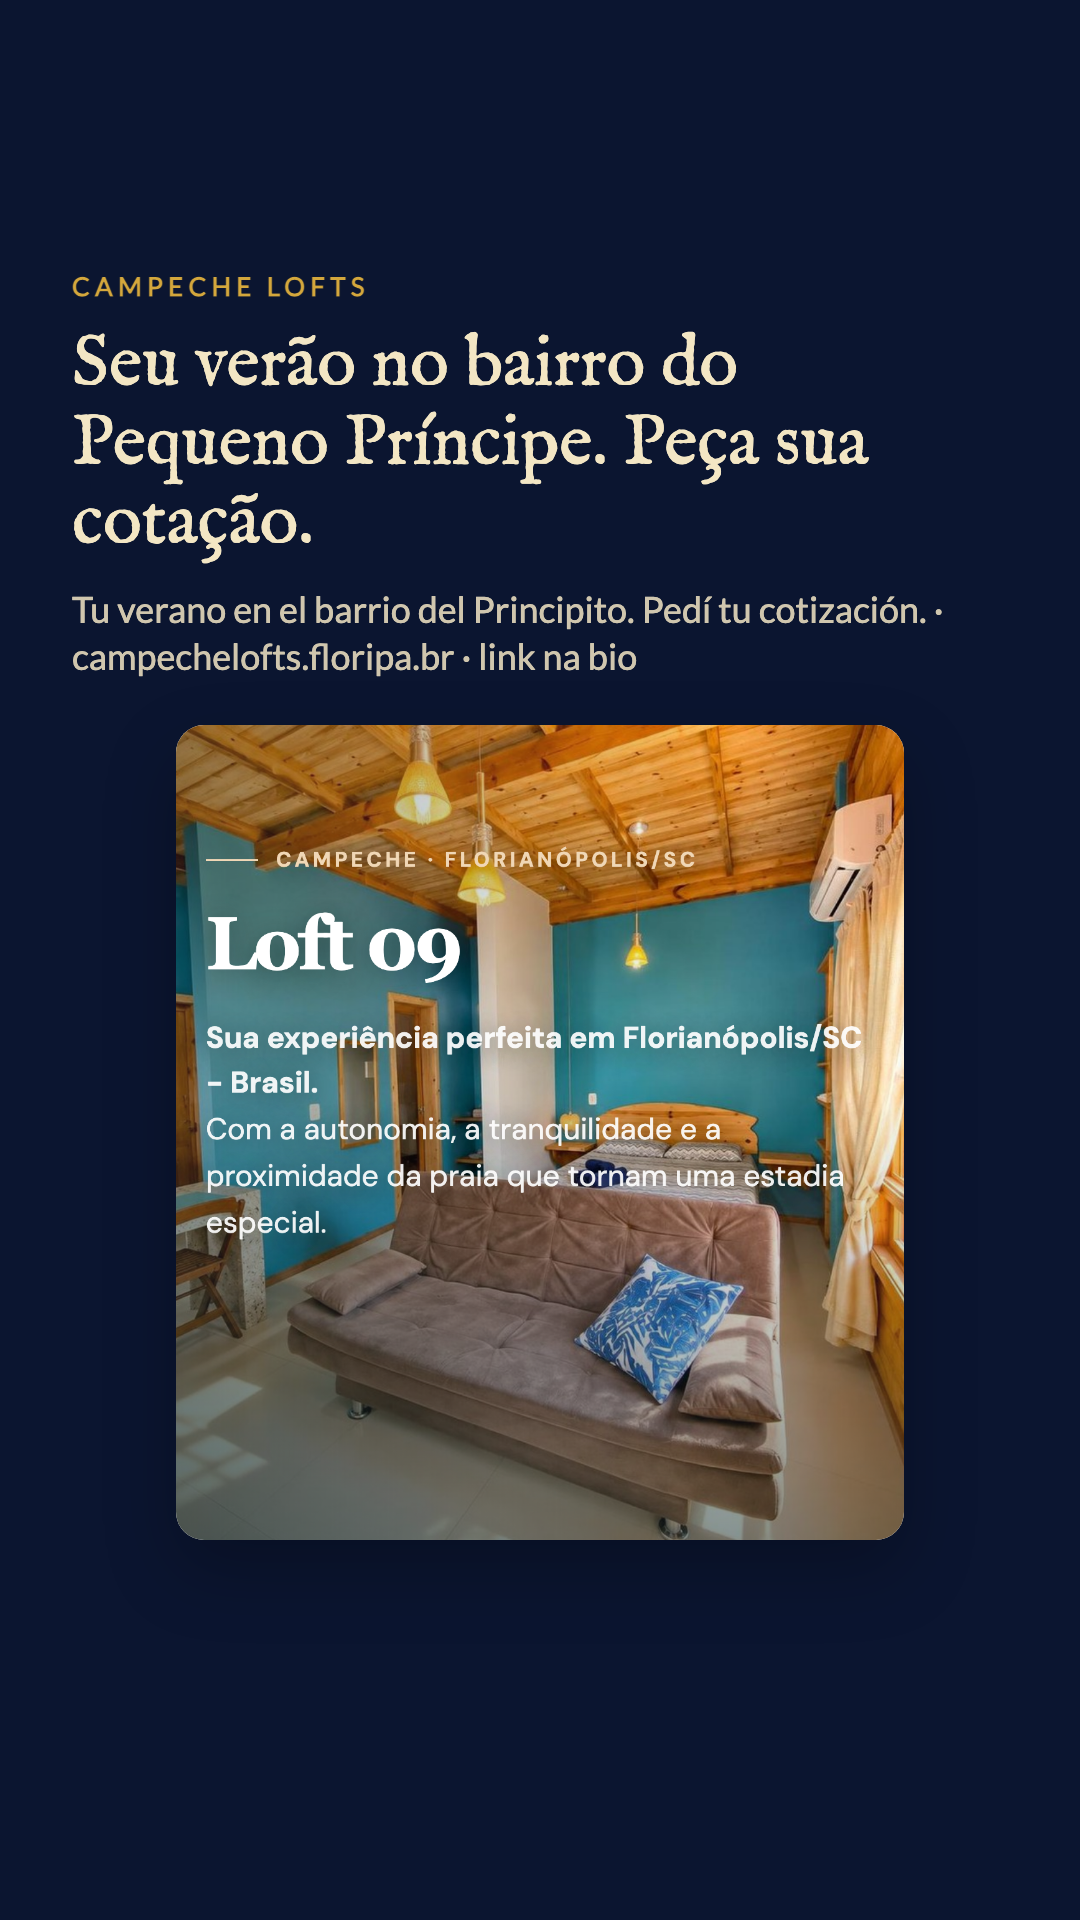 CAMPECHE LOFTS
Seu verão no bairro do
Pequeno Príncipe. Peça sua
cotação.
Tu verano en el barrio del Principito. Pedí tu cotización. ·
campechelofts.floripa.br · link na bio
CAMPECHE · FLORIANÓPOLIS/SC
Loft 09
Sua experiência perfeita em Florianópolis/SC
– Brasil.
Com a autonomia, a tranquilidade e a
proximidade da praia que tornam uma estadia
especial.